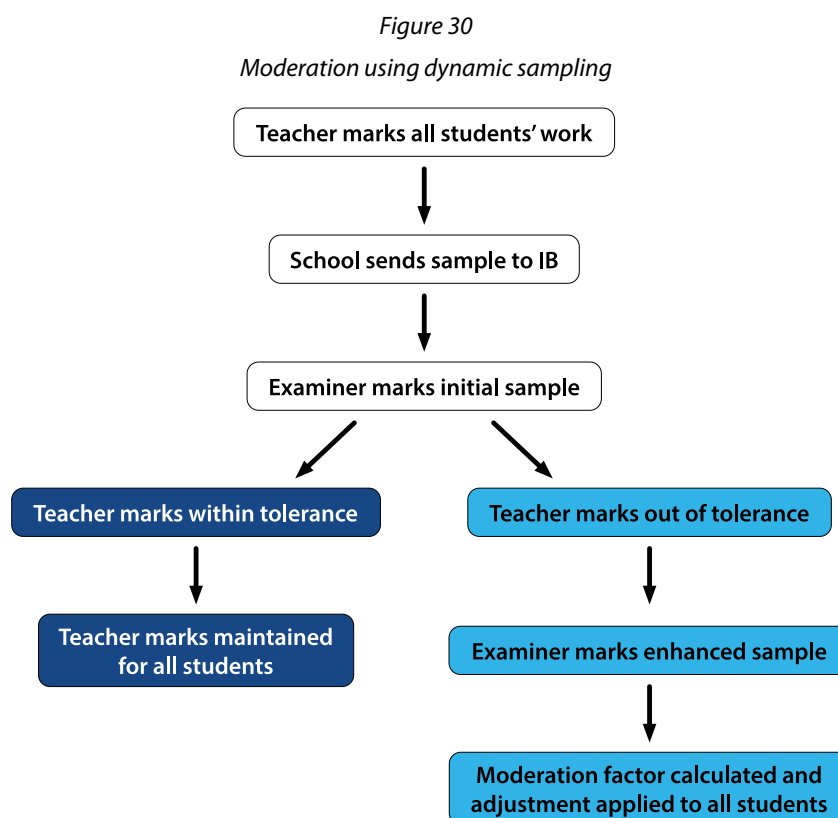 Figure 30
Moderation using dynamic sampling
Teacher marks all students’ work
School sends sample to IB
Examiner marks initial sample
Teacher marks within tolerance
Teacher marks out of tolerance
Teacher marks maintained
for all students
Examiner marks enhanced sample
Moderation factor calculated and
adjustment applied to all students